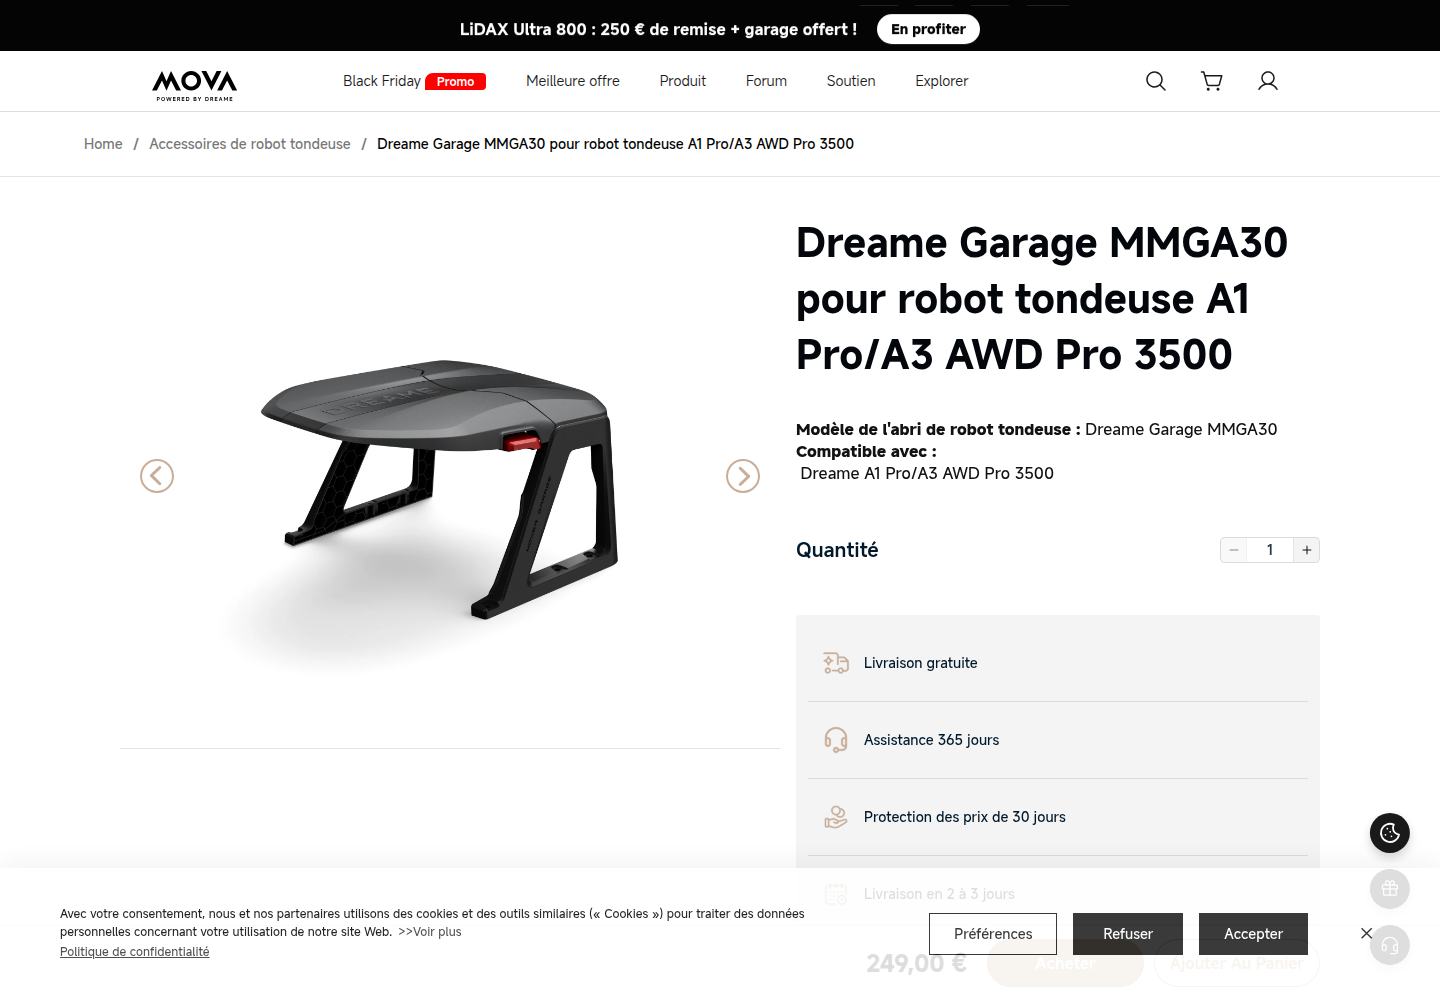 LiDAX Ultra 800 : 250 € de remise + garage offert ! En profiter
MOVA
POWERED BY DREAME
Black Friday Promo Meilleure offre Produit Forum Soutien Explorer
Home / Accessoires de robot tondeuse / Dreame Garage MMGA30 pour robot tondeuse A1 Pro/A3 AWD Pro 3500
Dreame Garage MMGA30
pour robot tondeuse A1
Pro/A3 AWD Pro 3500
DREAME
Modèle de l'abri de robot tondeuse : Dreame Garage MMGA30
Compatible avec :
Dreame A1 Pro/A3 AWD Pro 3500
Quantité
− 1 +
Livraison gratuite
Assistance 365 jours
Protection des prix de 30 jours
Livraison en 2 à 3 jours
Avec votre consentement, nous et nos partenaires utilisons des cookies et des outils similaires (« Cookies ») pour traiter des données
personnelles concernant votre utilisation de notre site Web. >>Voir plus
Politique de confidentialité
Préférences Refuser Accepter
249,00 € Acheter Ajouter Au Panier